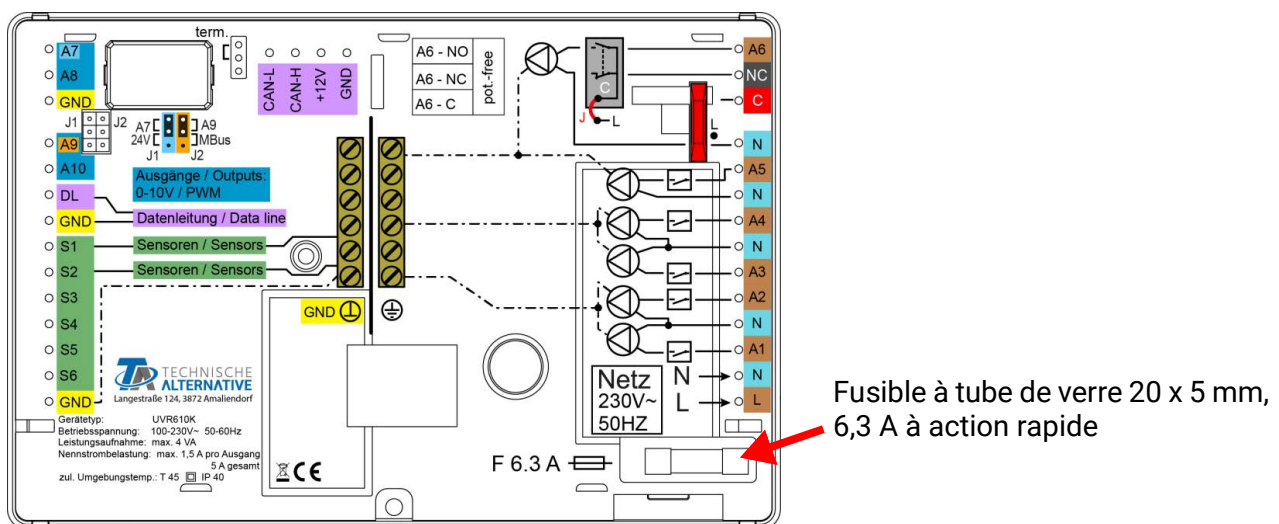 term.
A7
A8
GND
J1
J2
A7
24V
A9
MBus
J1
J2
A9
A10
DL
GND
S1
S2
S3
S4
S5
S6
GND
CAN-L
CAN-H
+12V
GND
A6 - NO
A6 - NC
A6 - C
pot.-free
C
J
L
L
A6
NC
C
N
A5
N
A4
N
A3
A2
N
A1
N
L
Ausgänge / Outputs:
0-10V / PWM
Datenleitung / Data line
Sensoren / Sensors
Sensoren / Sensors
GND
Netz
230V~
50HZ
N
L
TA TECHNISCHE
ALTERNATIVE
Langestraße 124, 3872 Amaliendorf
Gerätetyp: UVR610K
Betriebsspannung: 100-230V~ 50-60Hz
Leistungsaufnahme: max. 4 VA
Nennstrombelastung: max. 1,5 A pro Ausgang
5 A gesamt
zul. Umgebungstemp.: T 45 IP 40
CE
F 6.3 A
Fusible à tube de verre 20 x 5 mm,
6,3 A à action rapide